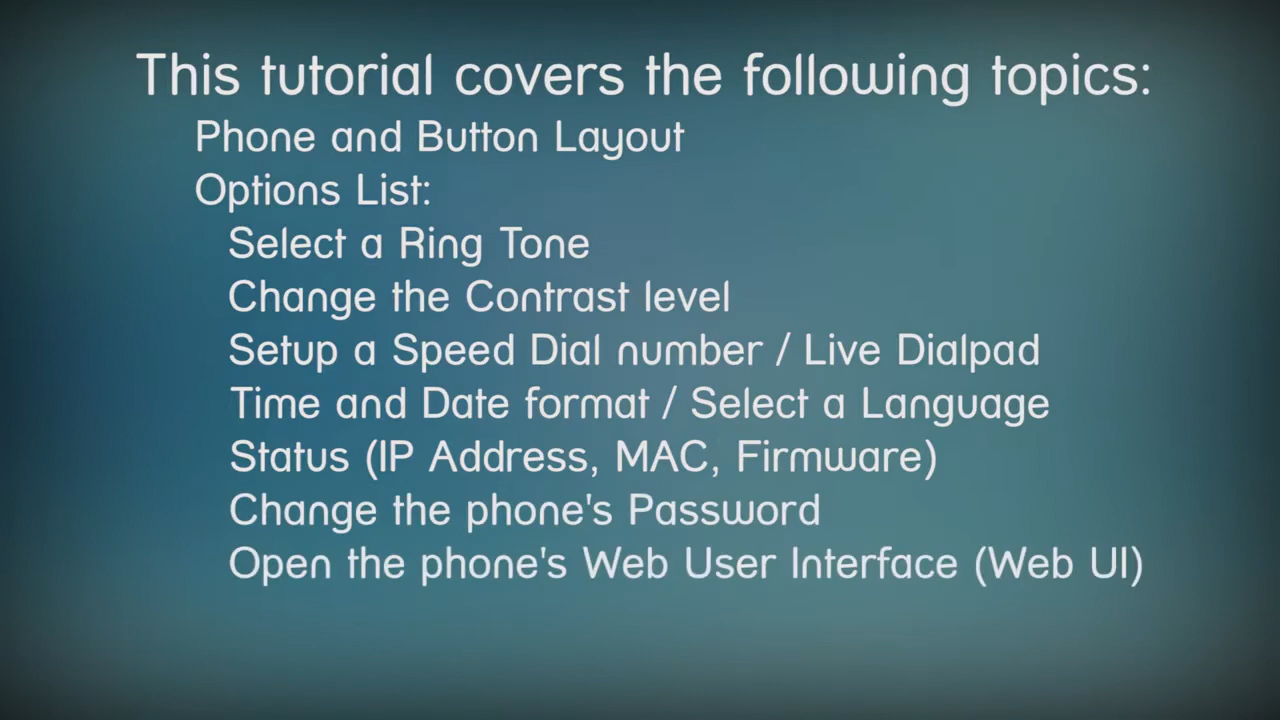 This tutorial covers the following topics:
Phone and Button Layout
Options List:
Select a Ring Tone
Change the Contrast level
Setup a Speed Dial number / Live Dialpad
Time and Date format / Select a Language
Status (IP Address, MAC, Firmware)
Change the phone's Password
Open the phone's Web User Interface (Web UI)